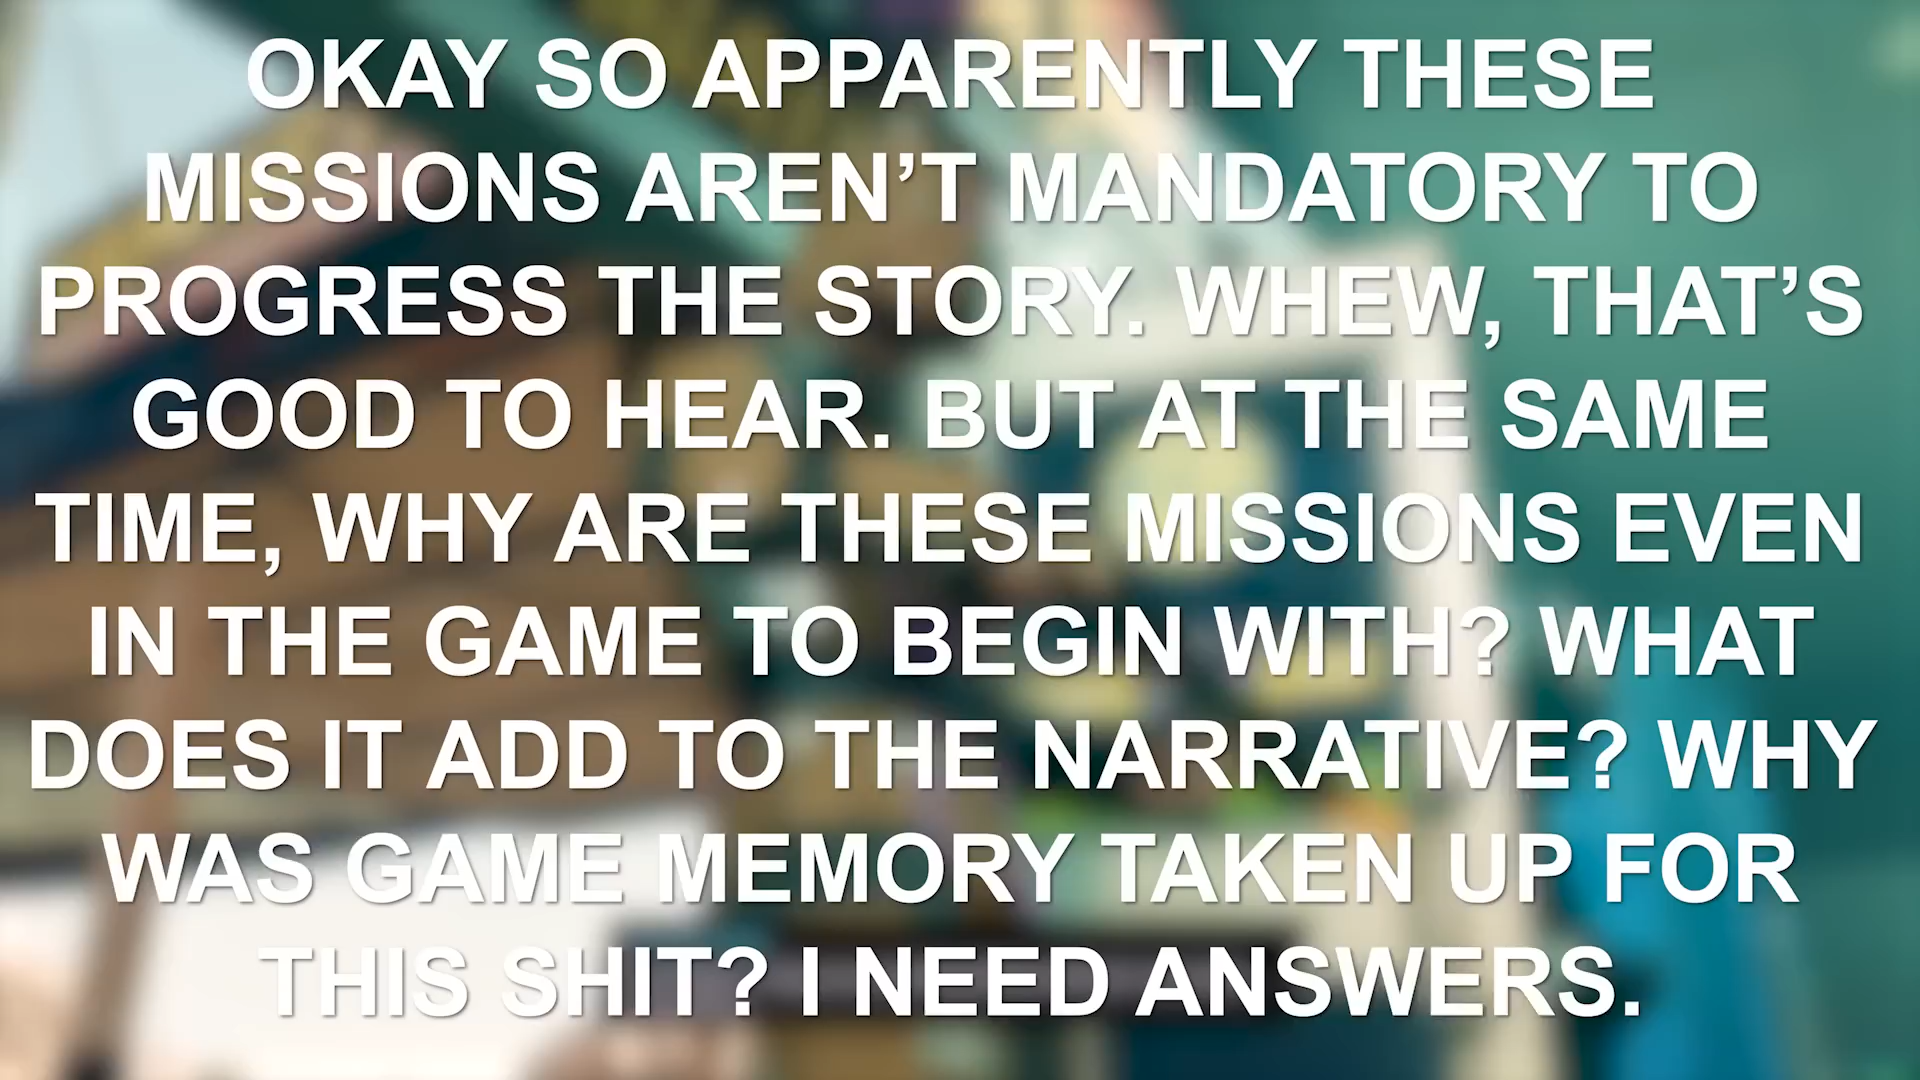 OKAY SO APPARENTLY THESE
MISSIONS AREN’T MANDATORY TO
PROGRESS THE STORY. WHEW, THAT’S
GOOD TO HEAR. BUT AT THE SAME
TIME, WHY ARE THESE MISSIONS EVEN
IN THE GAME TO BEGIN WITH? WHAT
DOES IT ADD TO THE NARRATIVE? WHY
WAS GAME MEMORY TAKEN UP FOR
THIS SHIT? I NEED ANSWERS.